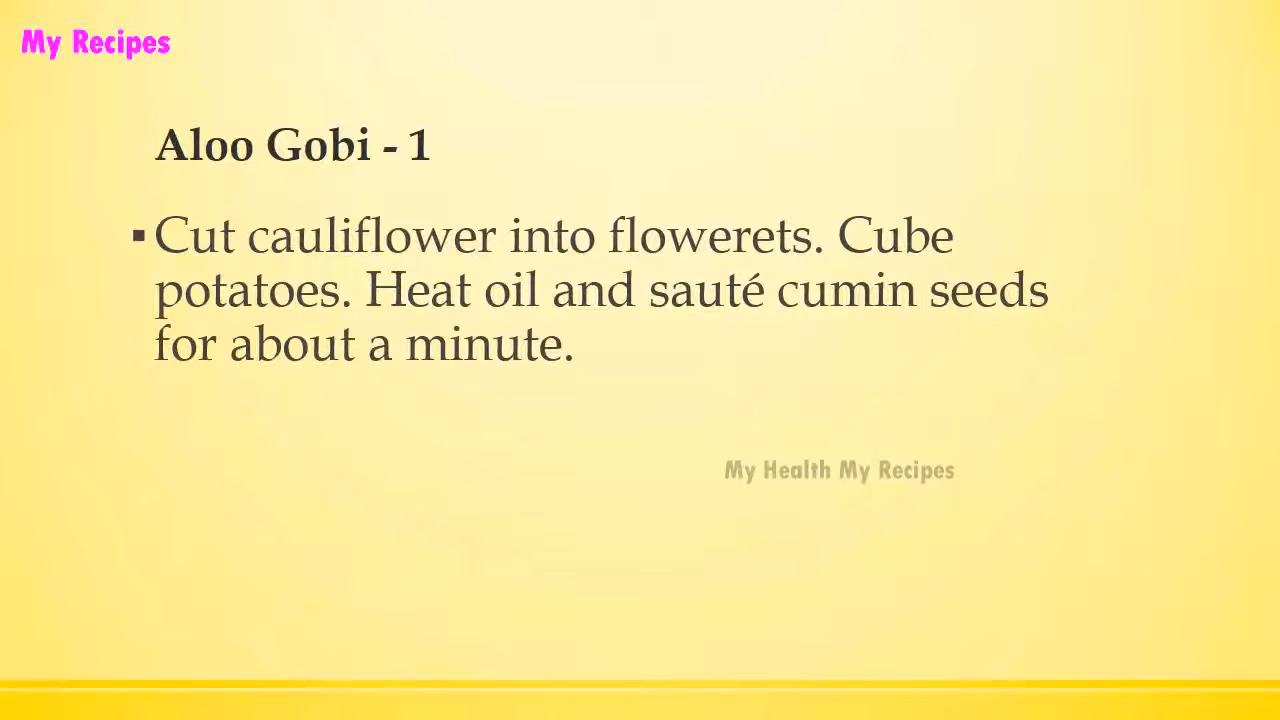 My Recipes
Aloo Gobi - 1
▪Cut cauliflower into flowerets. Cube
potatoes. Heat oil and sauté cumin seeds
for about a minute.
My Health My Recipes